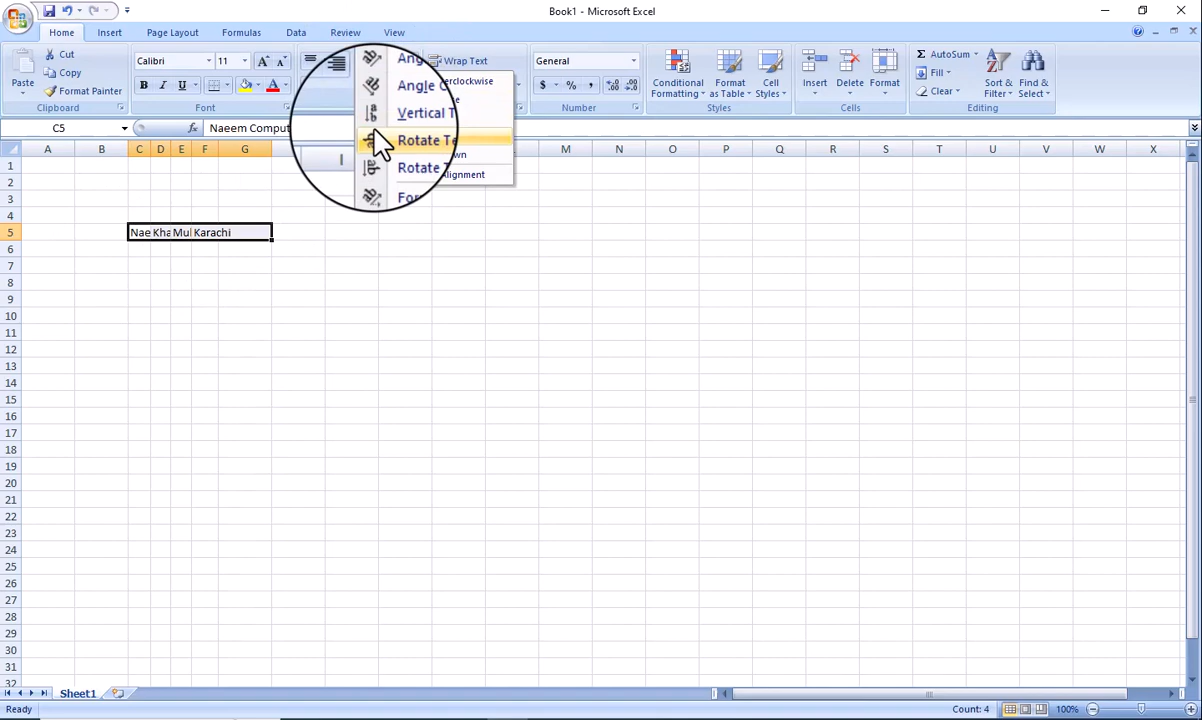 Book1 - Microsoft Excel
Home Insert Page Layout Formulas Data Review View
Cut
Copy
Format Painter
Paste
Clipboard
Calibri 11
B I U
Font
Wrap Text
Ang
Angle C
erclockwise
Vertical T
Rotate Te
wn
Rotate T
lignment
For
General
$ % ,
Number
Conditional Formatting
Format as Table
Cell Styles
Styles
Insert Delete Format
Cells
AutoSum
Fill
Clear
Sort & Filter
Find & Select
Editing
C5 fx Naeem Comput
A B C D E F G M N O P Q R S T U V W X
1
2
3
4
5 Nae Kha Mul Karachi
6
7
8
9
10
11
12
13
14
15
16
17
18
19
20
21
22
23
24
25
26
27
28
29
30
31
32
Sheet1
Ready Count: 4 100%